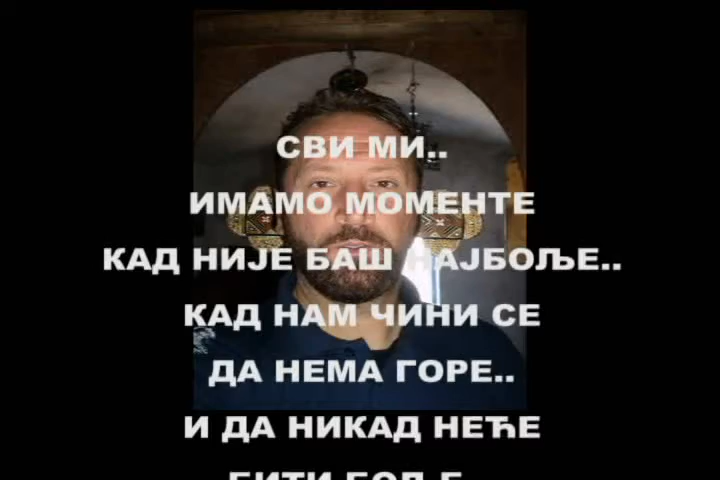 СВИ МИ..
ИМАМО МОМЕНТЕ
КАД НИЈЕ БАШ НАЈБОЉЕ..
КАД НАМ ЧИНИ СЕ
ДА НЕМА ГОРЕ..
И ДА НИКАД НЕЋЕ